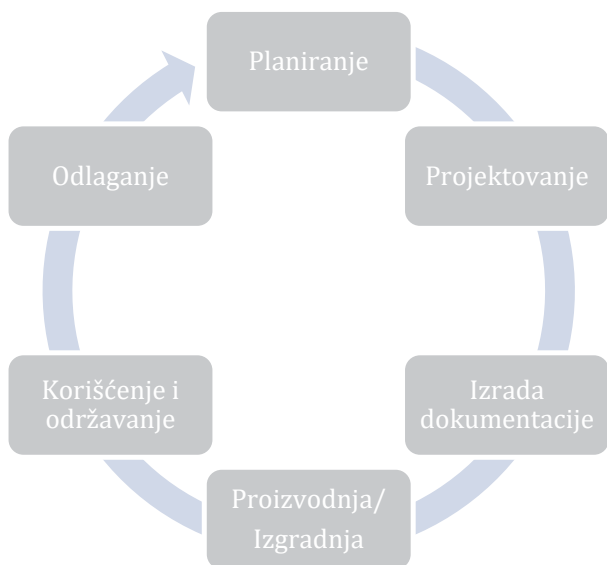 Planiranje
Projektovanje
Izrada
dokumentacije
Proizvodnja/
Izgradnja
Korišćenje i
održavanje
Odlaganje